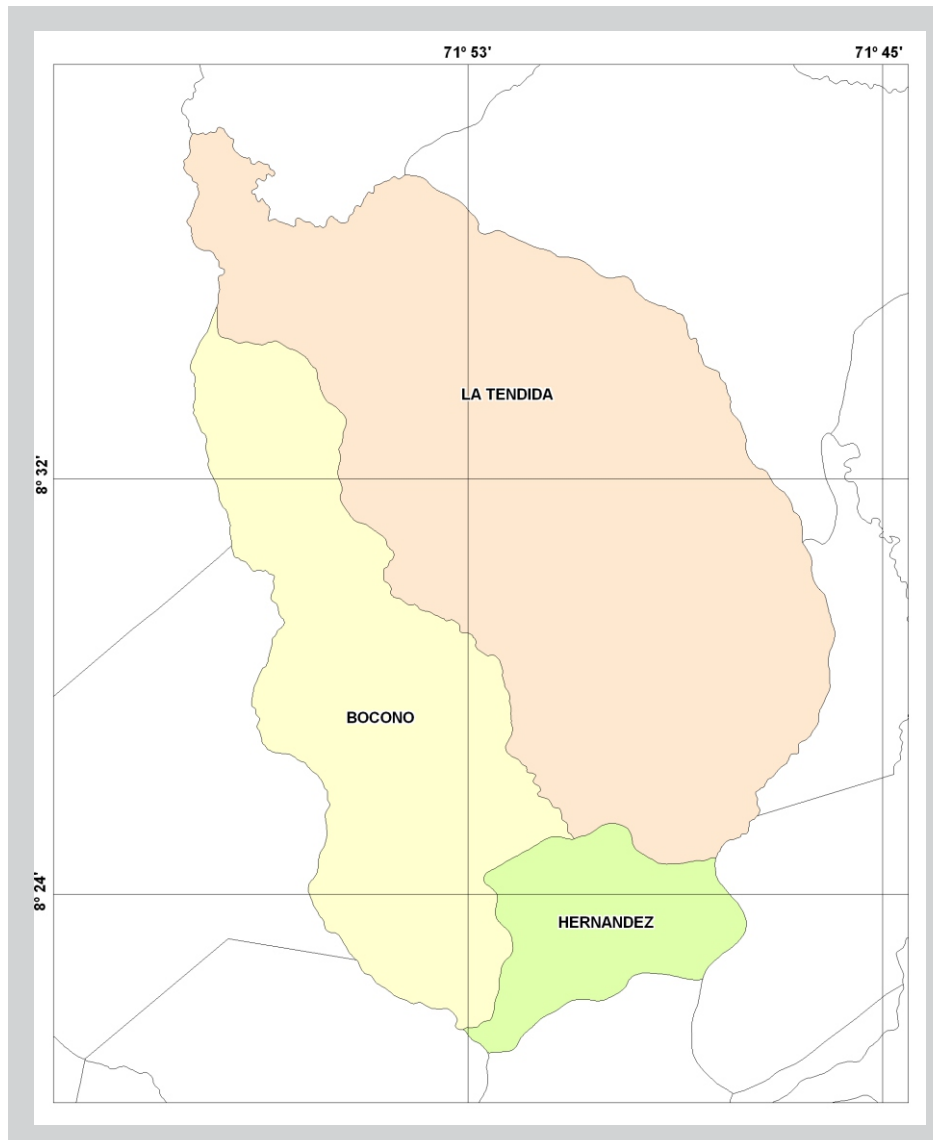 71º 53'
71º 45'
LA TENDIDA
8º 32'
BOCONO
8º 24'
HERNANDEZ